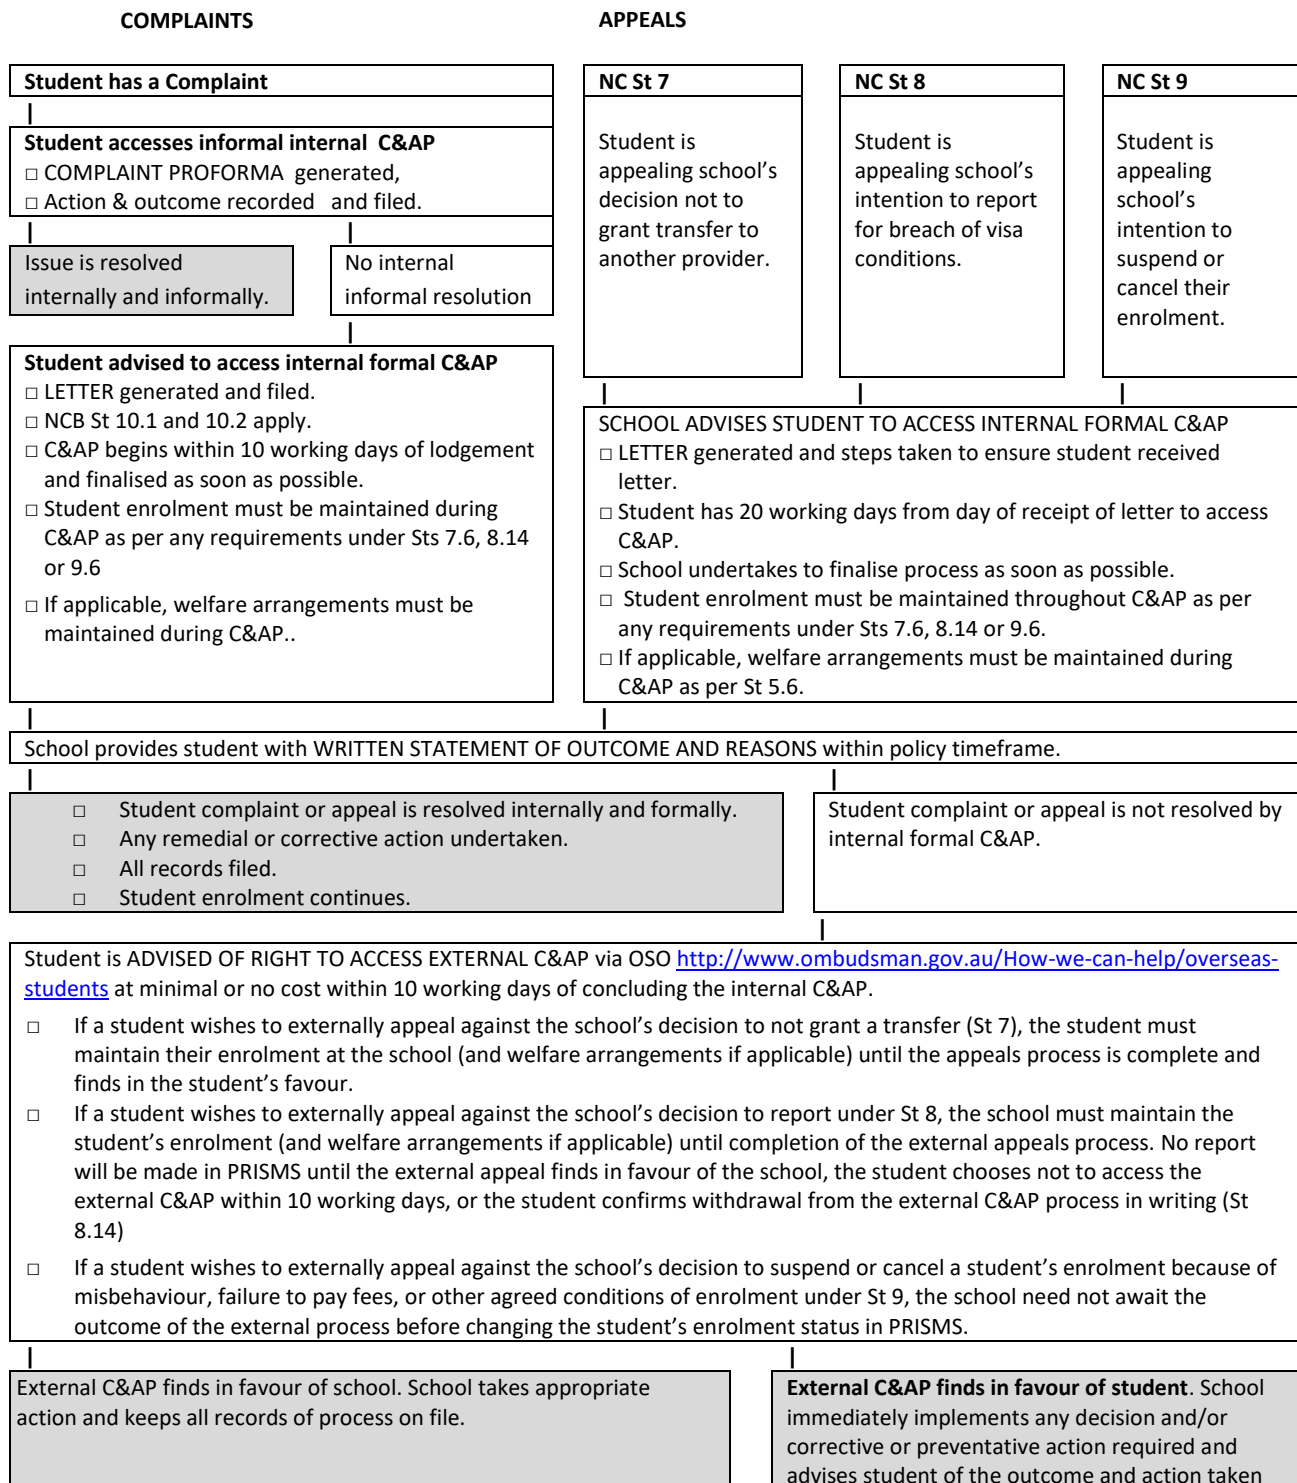 COMPLAINTS
APPEALS
Student has a Complaint
Student accesses informal internal C&AP
□ COMPLAINT PROFORMA generated,
□ Action & outcome recorded and filed.
Issue is resolved
internally and informally.
No internal
informal resolution
Student advised to access internal formal C&AP
□ LETTER generated and filed.
□ NCB St 10.1 and 10.2 apply.
□ C&AP begins within 10 working days of lodgement
and finalised as soon as possible.
□ Student enrolment must be maintained during
C&AP as per any requirements under Sts 7.6, 8.14
or 9.6
□ If applicable, welfare arrangements must be
maintained during C&AP..
NC St 7
Student is
appealing school’s
decision not to
grant transfer to
another provider.
NC St 8
Student is
appealing school’s
intention to report
for breach of visa
conditions.
NC St 9
Student is
appealing
school’s
intention to
suspend or
cancel their
enrolment.
SCHOOL ADVISES STUDENT TO ACCESS INTERNAL FORMAL C&AP
□ LETTER generated and steps taken to ensure student received
letter.
□ Student has 20 working days from day of receipt of letter to access
C&AP.
□ School undertakes to finalise process as soon as possible.
□ Student enrolment must be maintained throughout C&AP as per
any requirements under Sts 7.6, 8.14 or 9.6.
□ If applicable, welfare arrangements must be maintained during
C&AP as per St 5.6.
School provides student with WRITTEN STATEMENT OF OUTCOME AND REASONS within policy timeframe.
□ Student complaint or appeal is resolved internally and formally.
□ Any remedial or corrective action undertaken.
□ All records filed.
□ Student enrolment continues.
Student complaint or appeal is not resolved by
internal formal C&AP.
Student is ADVISED OF RIGHT TO ACCESS EXTERNAL C&AP via OSO http://www.ombudsman.gov.au/How-we-can-help/overseas-
students at minimal or no cost within 10 working days of concluding the internal C&AP.
□ If a student wishes to externally appeal against the school’s decision to not grant a transfer (St 7), the student must
maintain their enrolment at the school (and welfare arrangements if applicable) until the appeals process is complete and
finds in the student’s favour.
□ If a student wishes to externally appeal against the school’s decision to report under St 8, the school must maintain the
student’s enrolment (and welfare arrangements if applicable) until completion of the external appeals process. No report
will be made in PRISMS until the external appeal finds in favour of the school, the student chooses not to access the
external C&AP within 10 working days, or the student confirms withdrawal from the external C&AP process in writing (St
8.14)
□ If a student wishes to externally appeal against the school’s decision to suspend or cancel a student’s enrolment because of
misbehaviour, failure to pay fees, or other agreed conditions of enrolment under St 9, the school need not await the
outcome of the external process before changing the student’s enrolment status in PRISMS.
External C&AP finds in favour of school. School takes appropriate
action and keeps all records of process on file.
External C&AP finds in favour of student. School
immediately implements any decision and/or
corrective or preventative action required and
advises student of the outcome and action taken